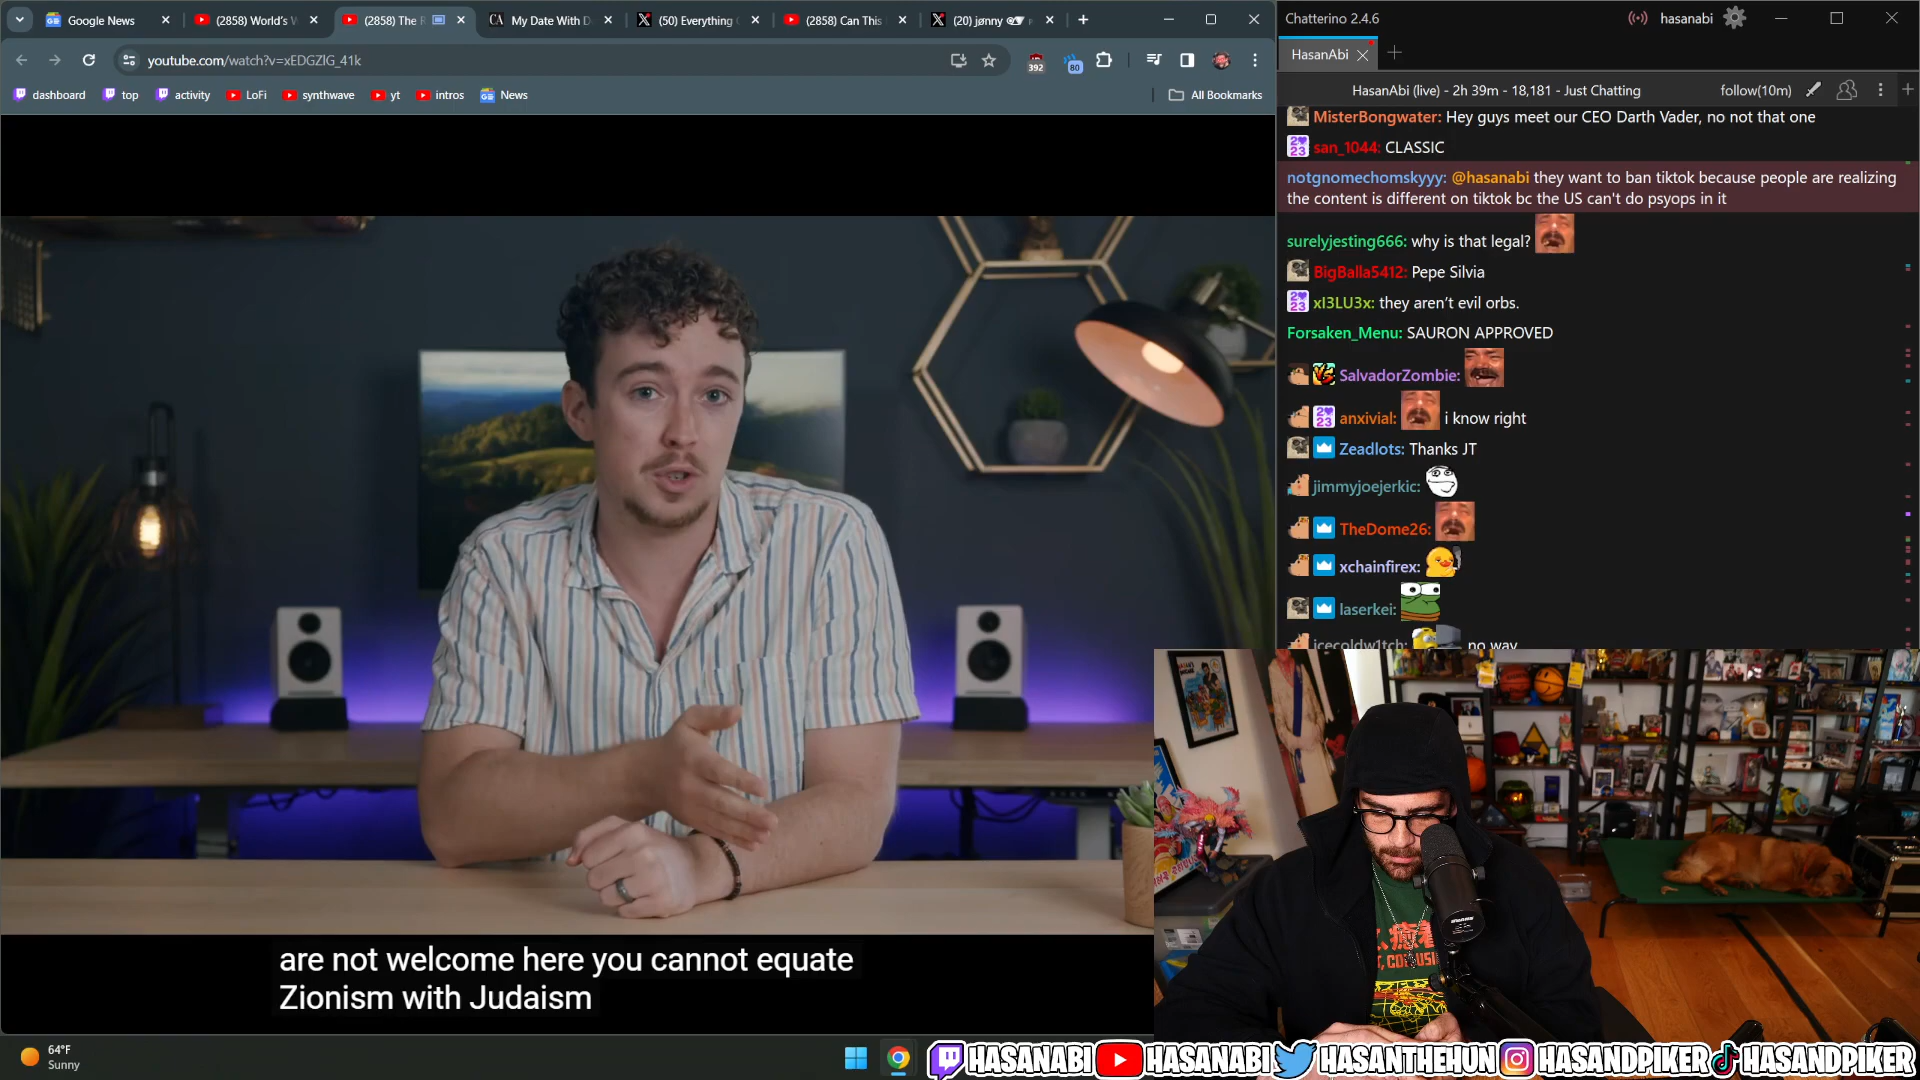 Google News
(2858) World's
(2858) The
My Date With D
(50) Everything
(2858) Can This
(20) jønny
youtube.com/watch?v=xEDGZlG_41k
392
80
dashboard
top
activity
LoFi
synthwave
yt
intros
News
All Bookmarks
are not welcome here you cannot equate
Zionism with Judaism
Chatterino 2.4.6
hasanabi
HasanAbi
HasanAbi (live) - 2h 39m - 18,181 - Just Chatting
follow(10m)
MisterBongwater: Hey guys meet our CEO Darth Vader, no not that one
san_1044: CLASSIC
notgnomechomskyyy: @hasanabi they want to ban tiktok because people are realizing
the content is different on tiktok bc the US can't do psyops in it
surelyjesting666: why is that legal?
BigBalla5412: Pepe Silvia
xI3LU3x: they aren't evil orbs.
Forsaken_Menu: SAURON APPROVED
SalvadorZombie:
anxivial: i know right
Zeadlots: Thanks JT
jimmyjoejerkic:
TheDome26:
xchainfirex:
laserkei:
icecoldw1tch: no way
64°F
Sunny
HASANABI HASANABI HASANTHEHUN HASANDPIKER HASANDPIKER